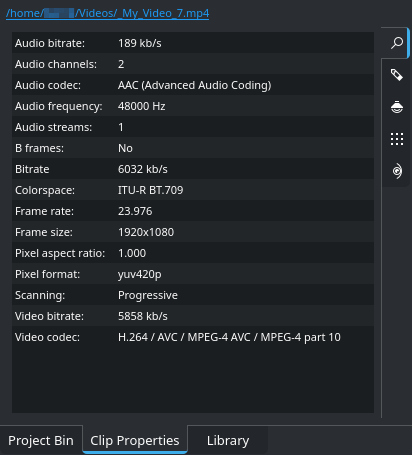 /home/ /Videos/_My_Video_7.mp4
Audio bitrate: 189 kb/s
Audio channels: 2
Audio codec: AAC (Advanced Audio Coding)
Audio frequency: 48000 Hz
Audio streams: 1
B frames: No
Bitrate 6032 kb/s
Colorspace: ITU-R BT.709
Frame rate: 23.976
Frame size: 1920x1080
Pixel aspect ratio: 1.000
Pixel format: yuv420p
Scanning: Progressive
Video bitrate: 5858 kb/s
Video codec: H.264 / AVC / MPEG-4 AVC / MPEG-4 part 10
Project Bin Clip Properties Library